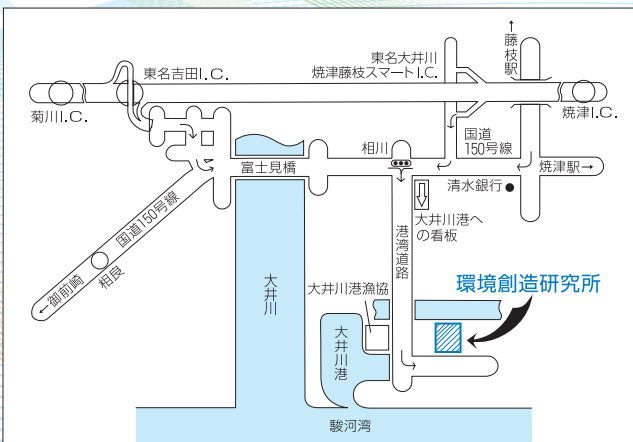 ←藤枝駅
東名大井川
焼津藤枝スマートI.C.
東名吉田I.C.
菊川I.C.
焼津I.C.
国道
150号線
相川
富士見橋
焼津駅→
清水銀行
大井川港へ
の看板
国道150号線
相良
←御前崎
港湾道路
大井川
大井川港漁協
大井川港
環境創造研究所
駿河湾